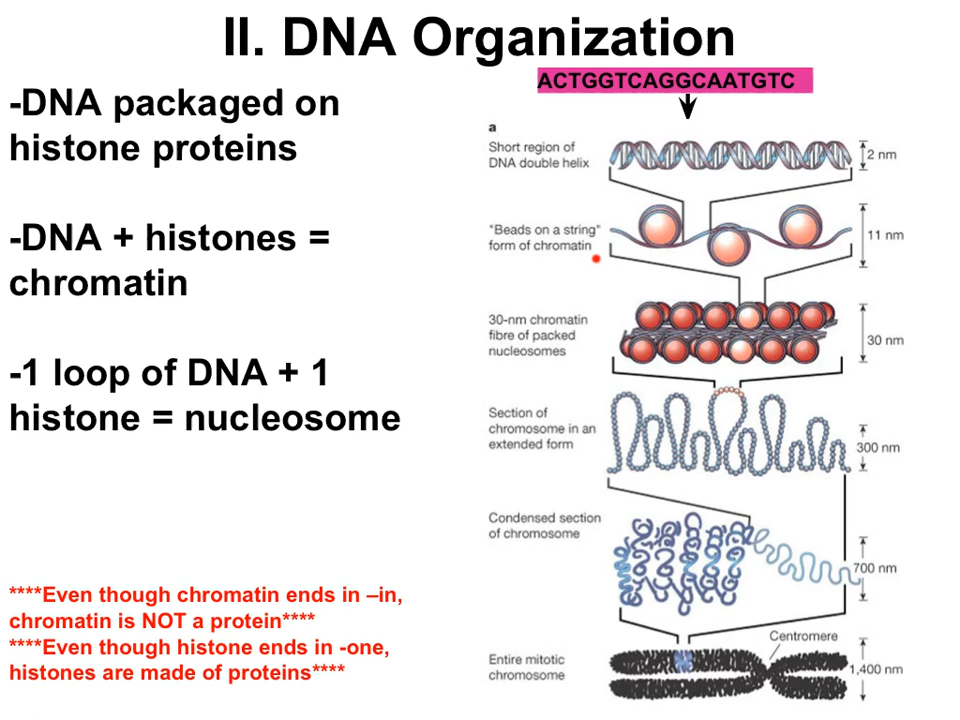 II. DNA Organization
-DNA packaged on
histone proteins
-DNA + histones =
chromatin
-1 loop of DNA + 1
histone = nucleosome
****Even though chromatin ends in –in,
chromatin is NOT a protein****
****Even though histone ends in -one,
histones are made of proteins****
ACTGGTCAGGCAATGTC
a
Short region of
DNA double helix
2 nm
"Beads on a string"
form of chromatin
11 nm
30-nm chromatin
fibre of packed
nucleosomes
30 nm
Section of
chromosome in an
extended form
300 nm
Condensed section
of chromosome
700 nm
Centromere
Entire mitotic
chromosome
1,400 nm